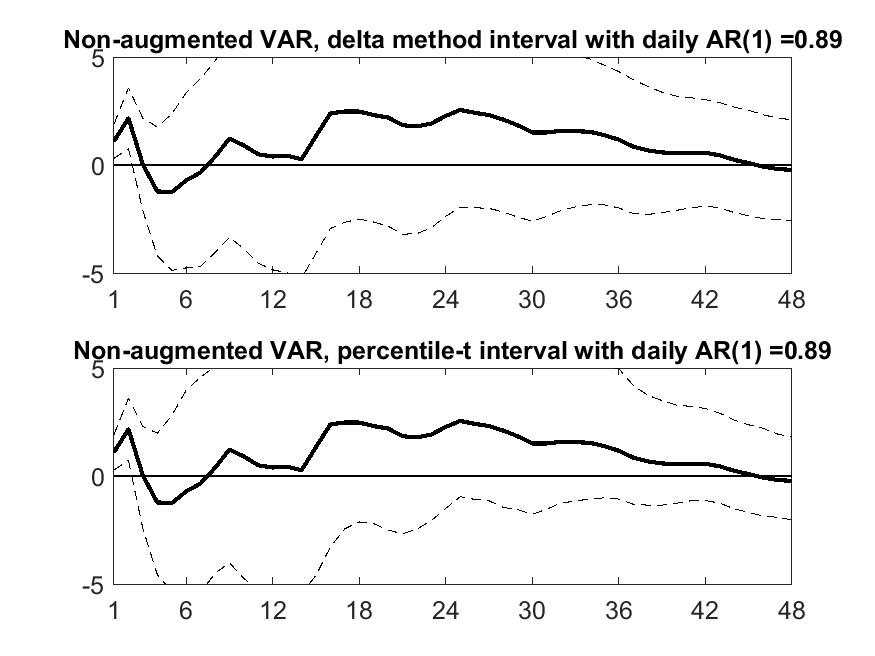 Non-augmented VAR, delta method interval with daily AR(1) =0.89
5
0
-5
1 6 12 18 24 30 36 42 48
Non-augmented VAR, percentile-t interval with daily AR(1) =0.89
5
0
-5
1 6 12 18 24 30 36 42 48